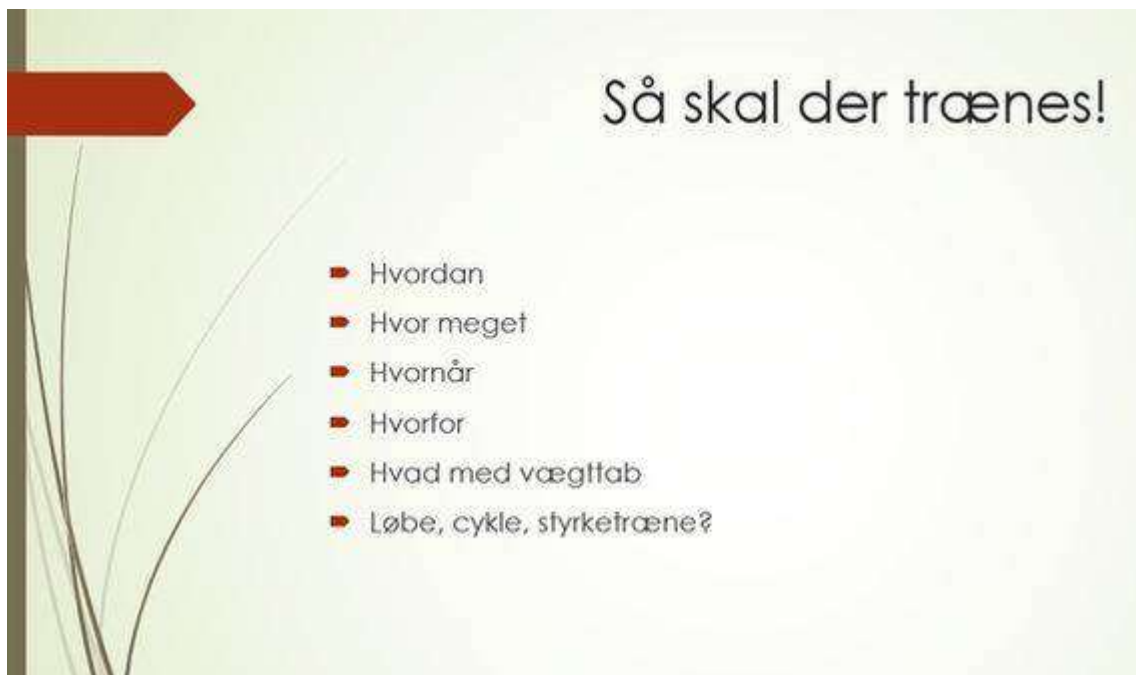 Så skal der trænes!
Hvordan
Hvor meget
Hvornår
Hvorfor
Hvad med vægttab
Løbe, cykle, styrketræne?